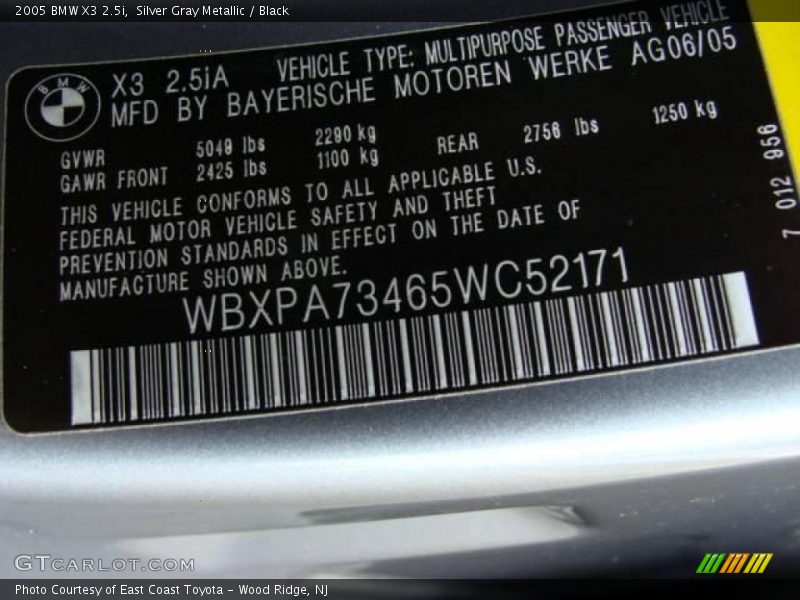 2005 BMW X3 2.5i,  Silver Gray Metallic / Black
BMW
X3 2.5iA VEHICLE TYPE: MULTIPURPOSE PASSENGER VEHICLE
MFD BY BAYERISCHE MOTOREN WERKE AG06/05
GVWR 5049 lbs 2290 kg
GAWR FRONT 2425 lbs 1100 kg REAR 2756 lbs 1250 kg
THIS VEHICLE CONFORMS TO ALL APPLICABLE U.S.
FEDERAL MOTOR VEHICLE SAFETY AND THEFT
PREVENTION STANDARDS IN EFFECT ON THE DATE OF
MANUFACTURE SHOWN ABOVE.
WBXPA73465WC52171
7 012 956
GTCARLOT.COM
Photo Courtesy of East Coast Toyota - Wood Ridge, NJ